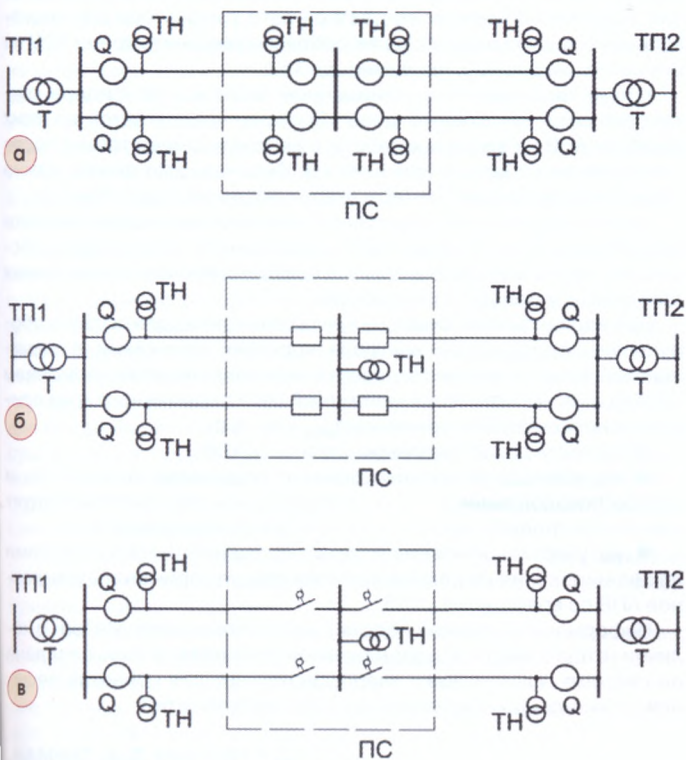 ТН ТН ТН ТН
ТП1 Q Q ТП2
Т Т
Q Q
а ТН ТН ТН ТН
ПС
ТН ТН
ТП1 Q Q ТП2
ТН
Т Т
Q Q
б ТН ТН
ПС
ТН ТН
ТП1 Q Q ТП2
ТН
Т Т
в Q Q
ТН ТН
ПС